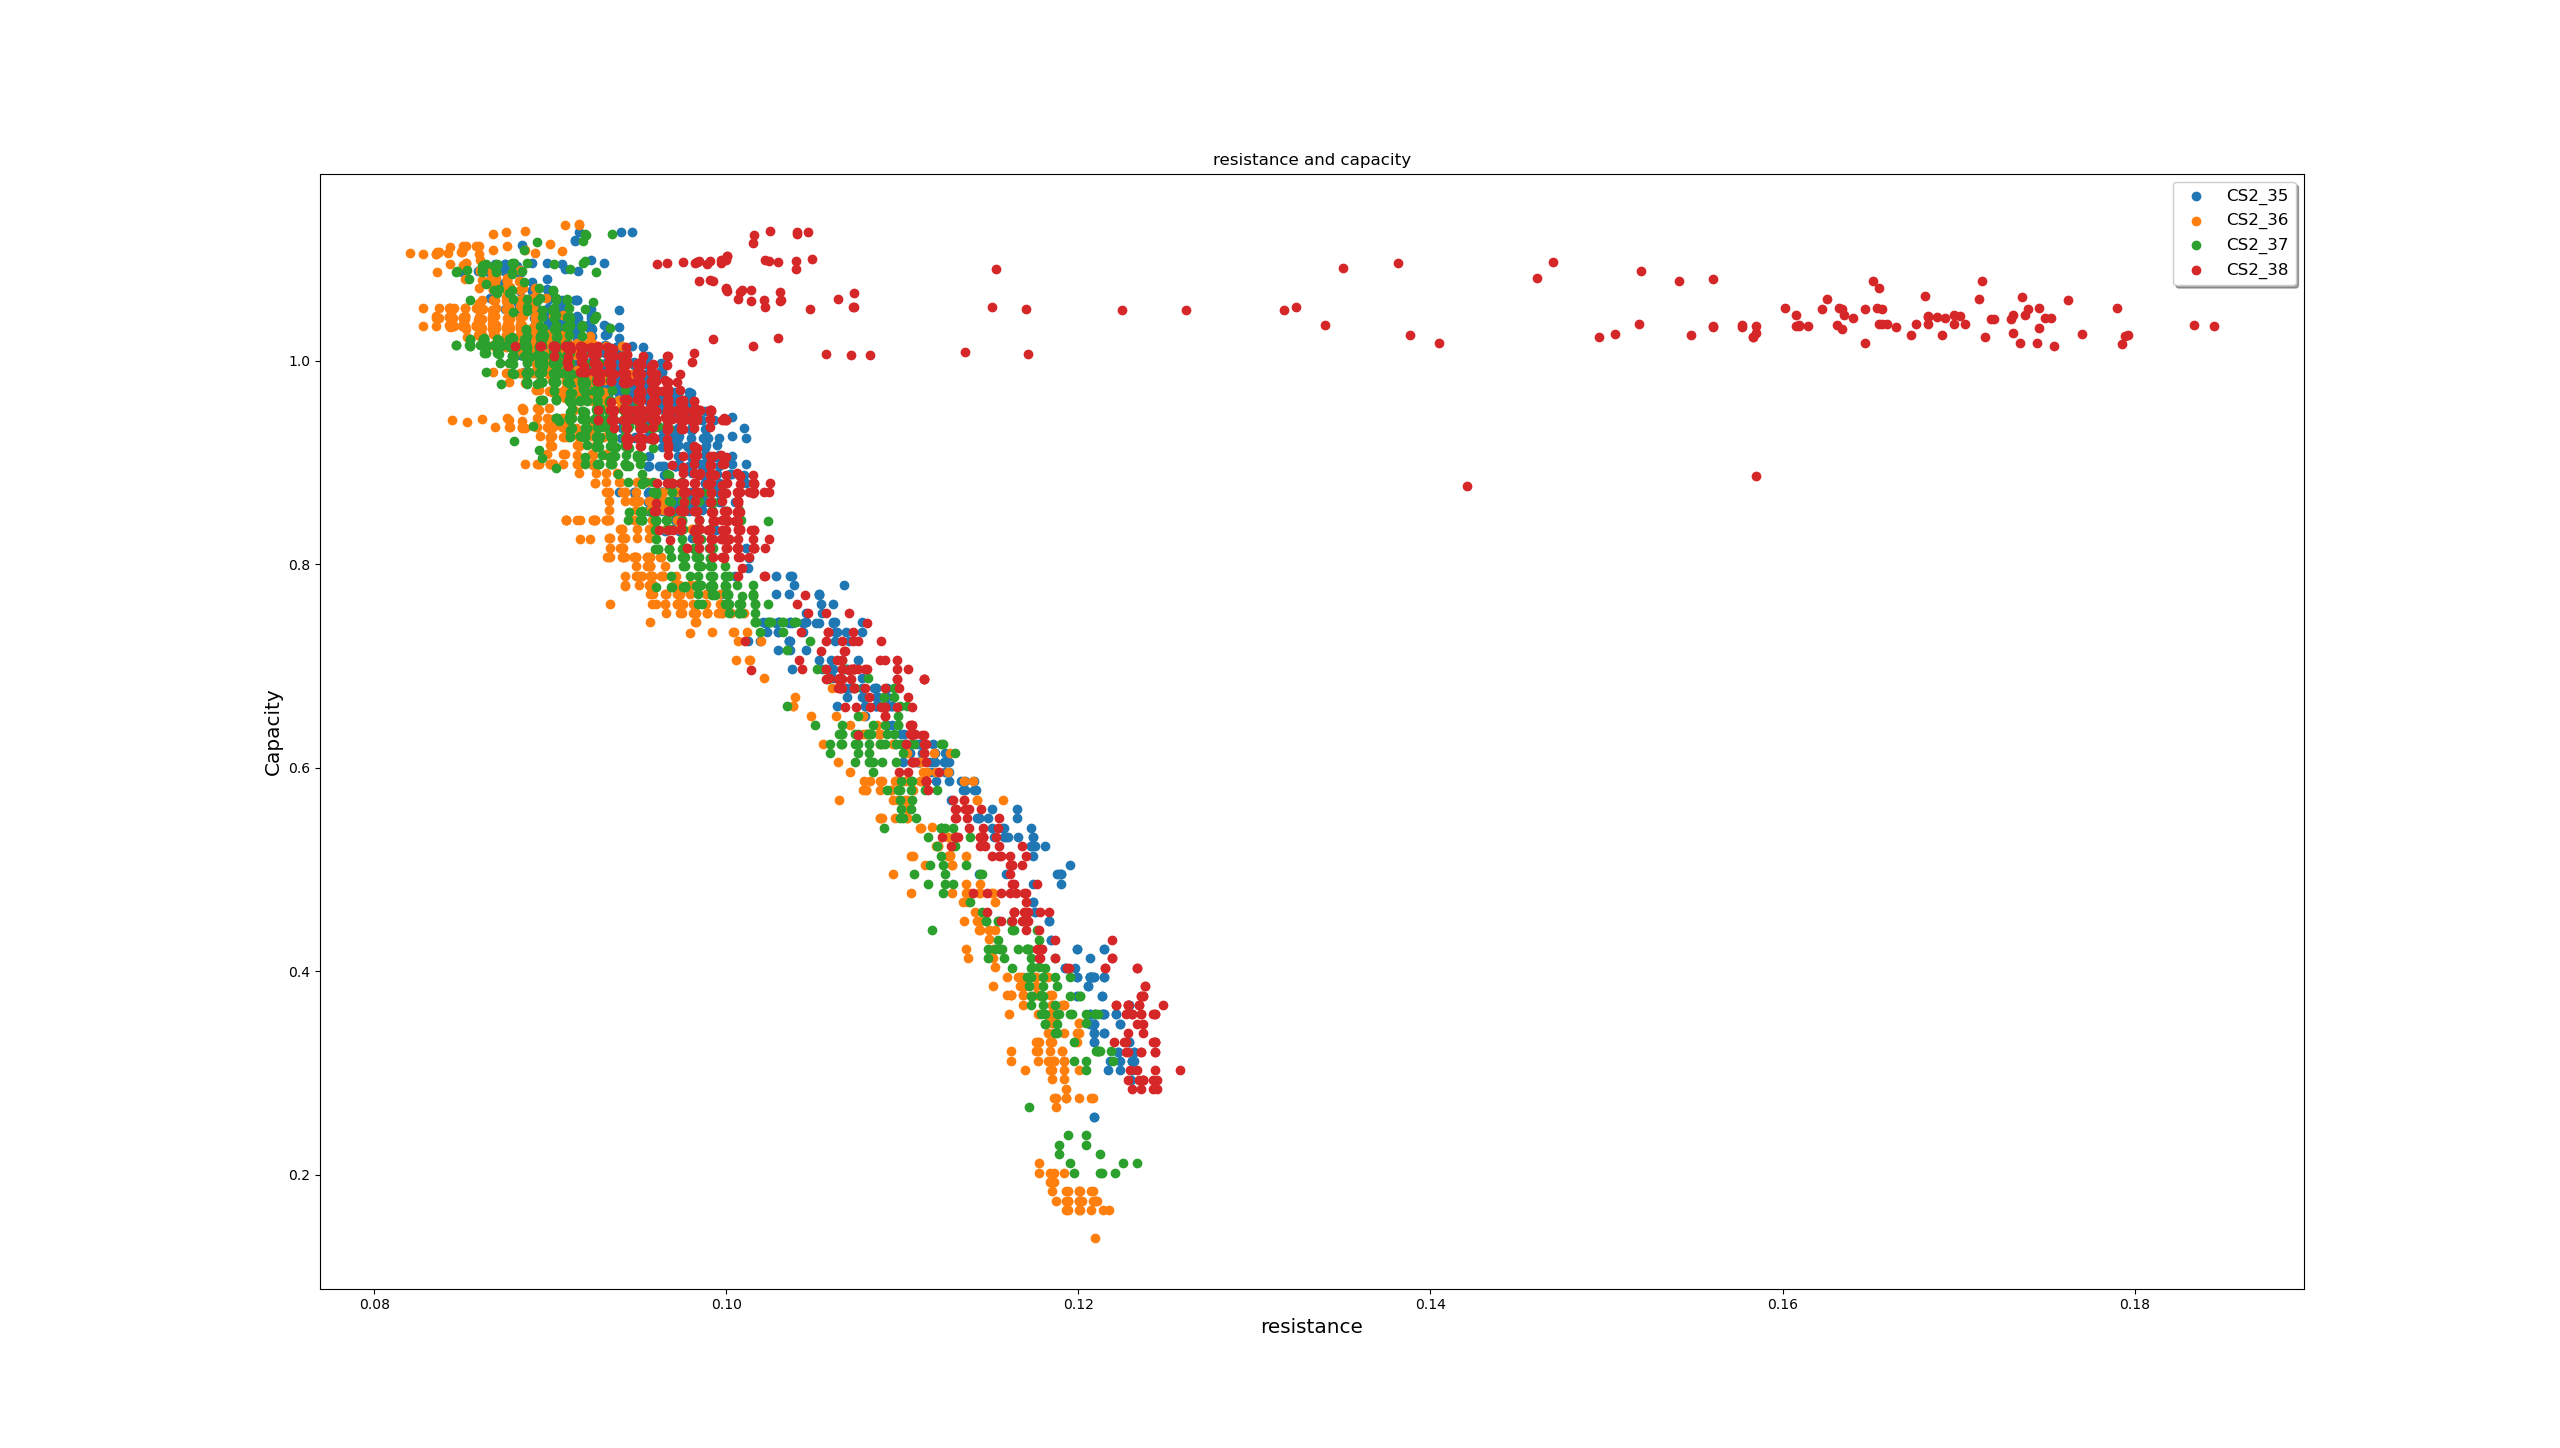 resistance and capacity
CS2_35
CS2_36
CS2_37
CS2_38
1.0
0.8
0.6
0.4
0.2
Capacity
0.08 0.10 0.12 0.14 0.16 0.18
resistance